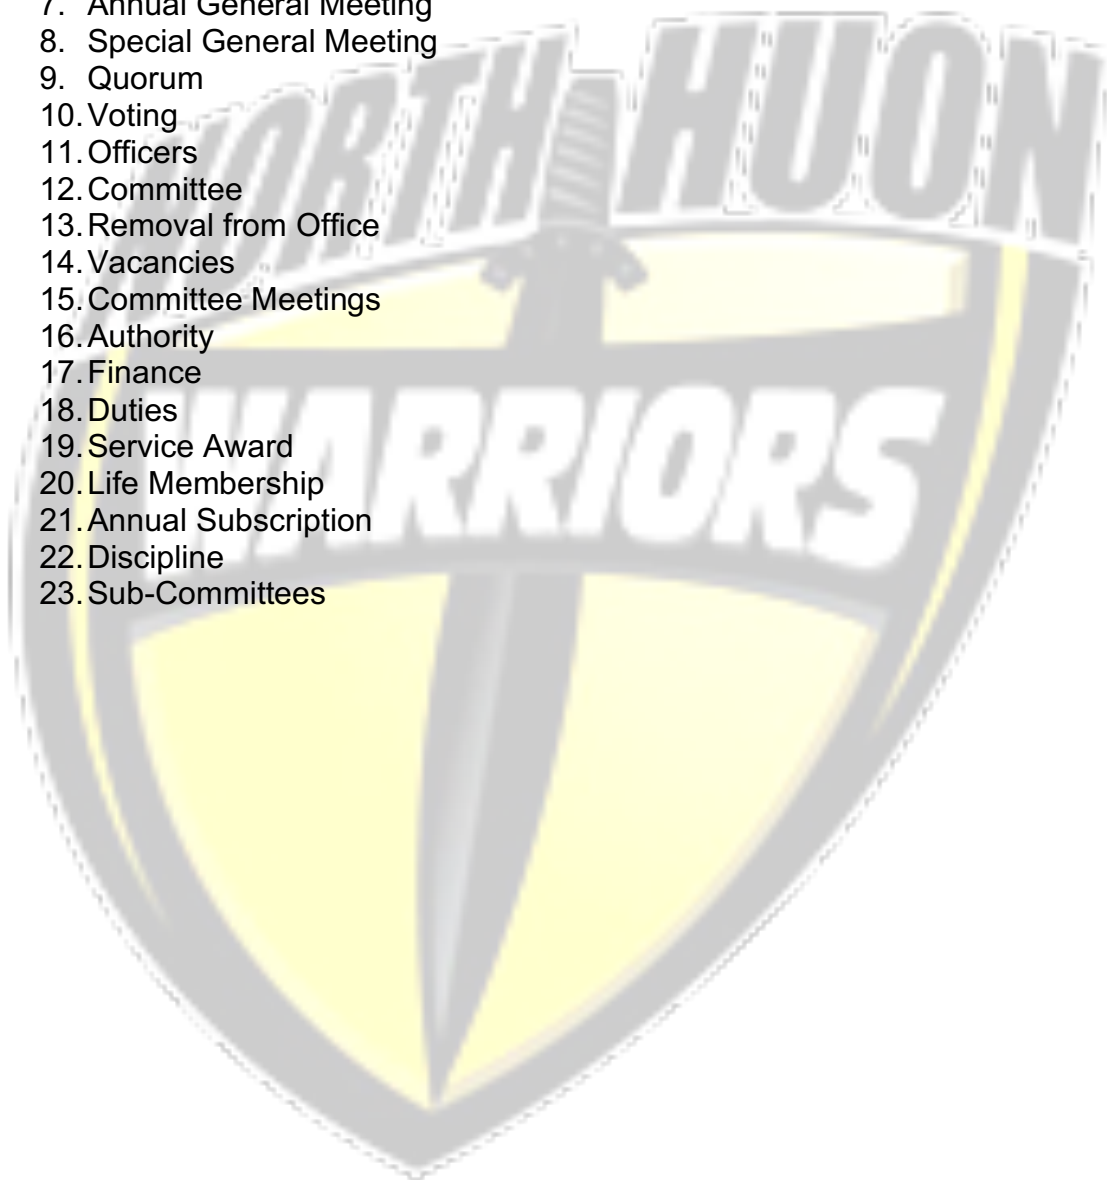 7. Annual General Meeting
8. Special General Meeting
9. Quorum
10. Voting
11. Officers
12. Committee
13. Removal from Office
14. Vacancies
15. Committee Meetings
16. Authority
17. Finance
18. Duties
19. Service Award
20. Life Membership
21. Annual Subscription
22. Discipline
23. Sub-Committees
NORTH HUON
WARRIORS